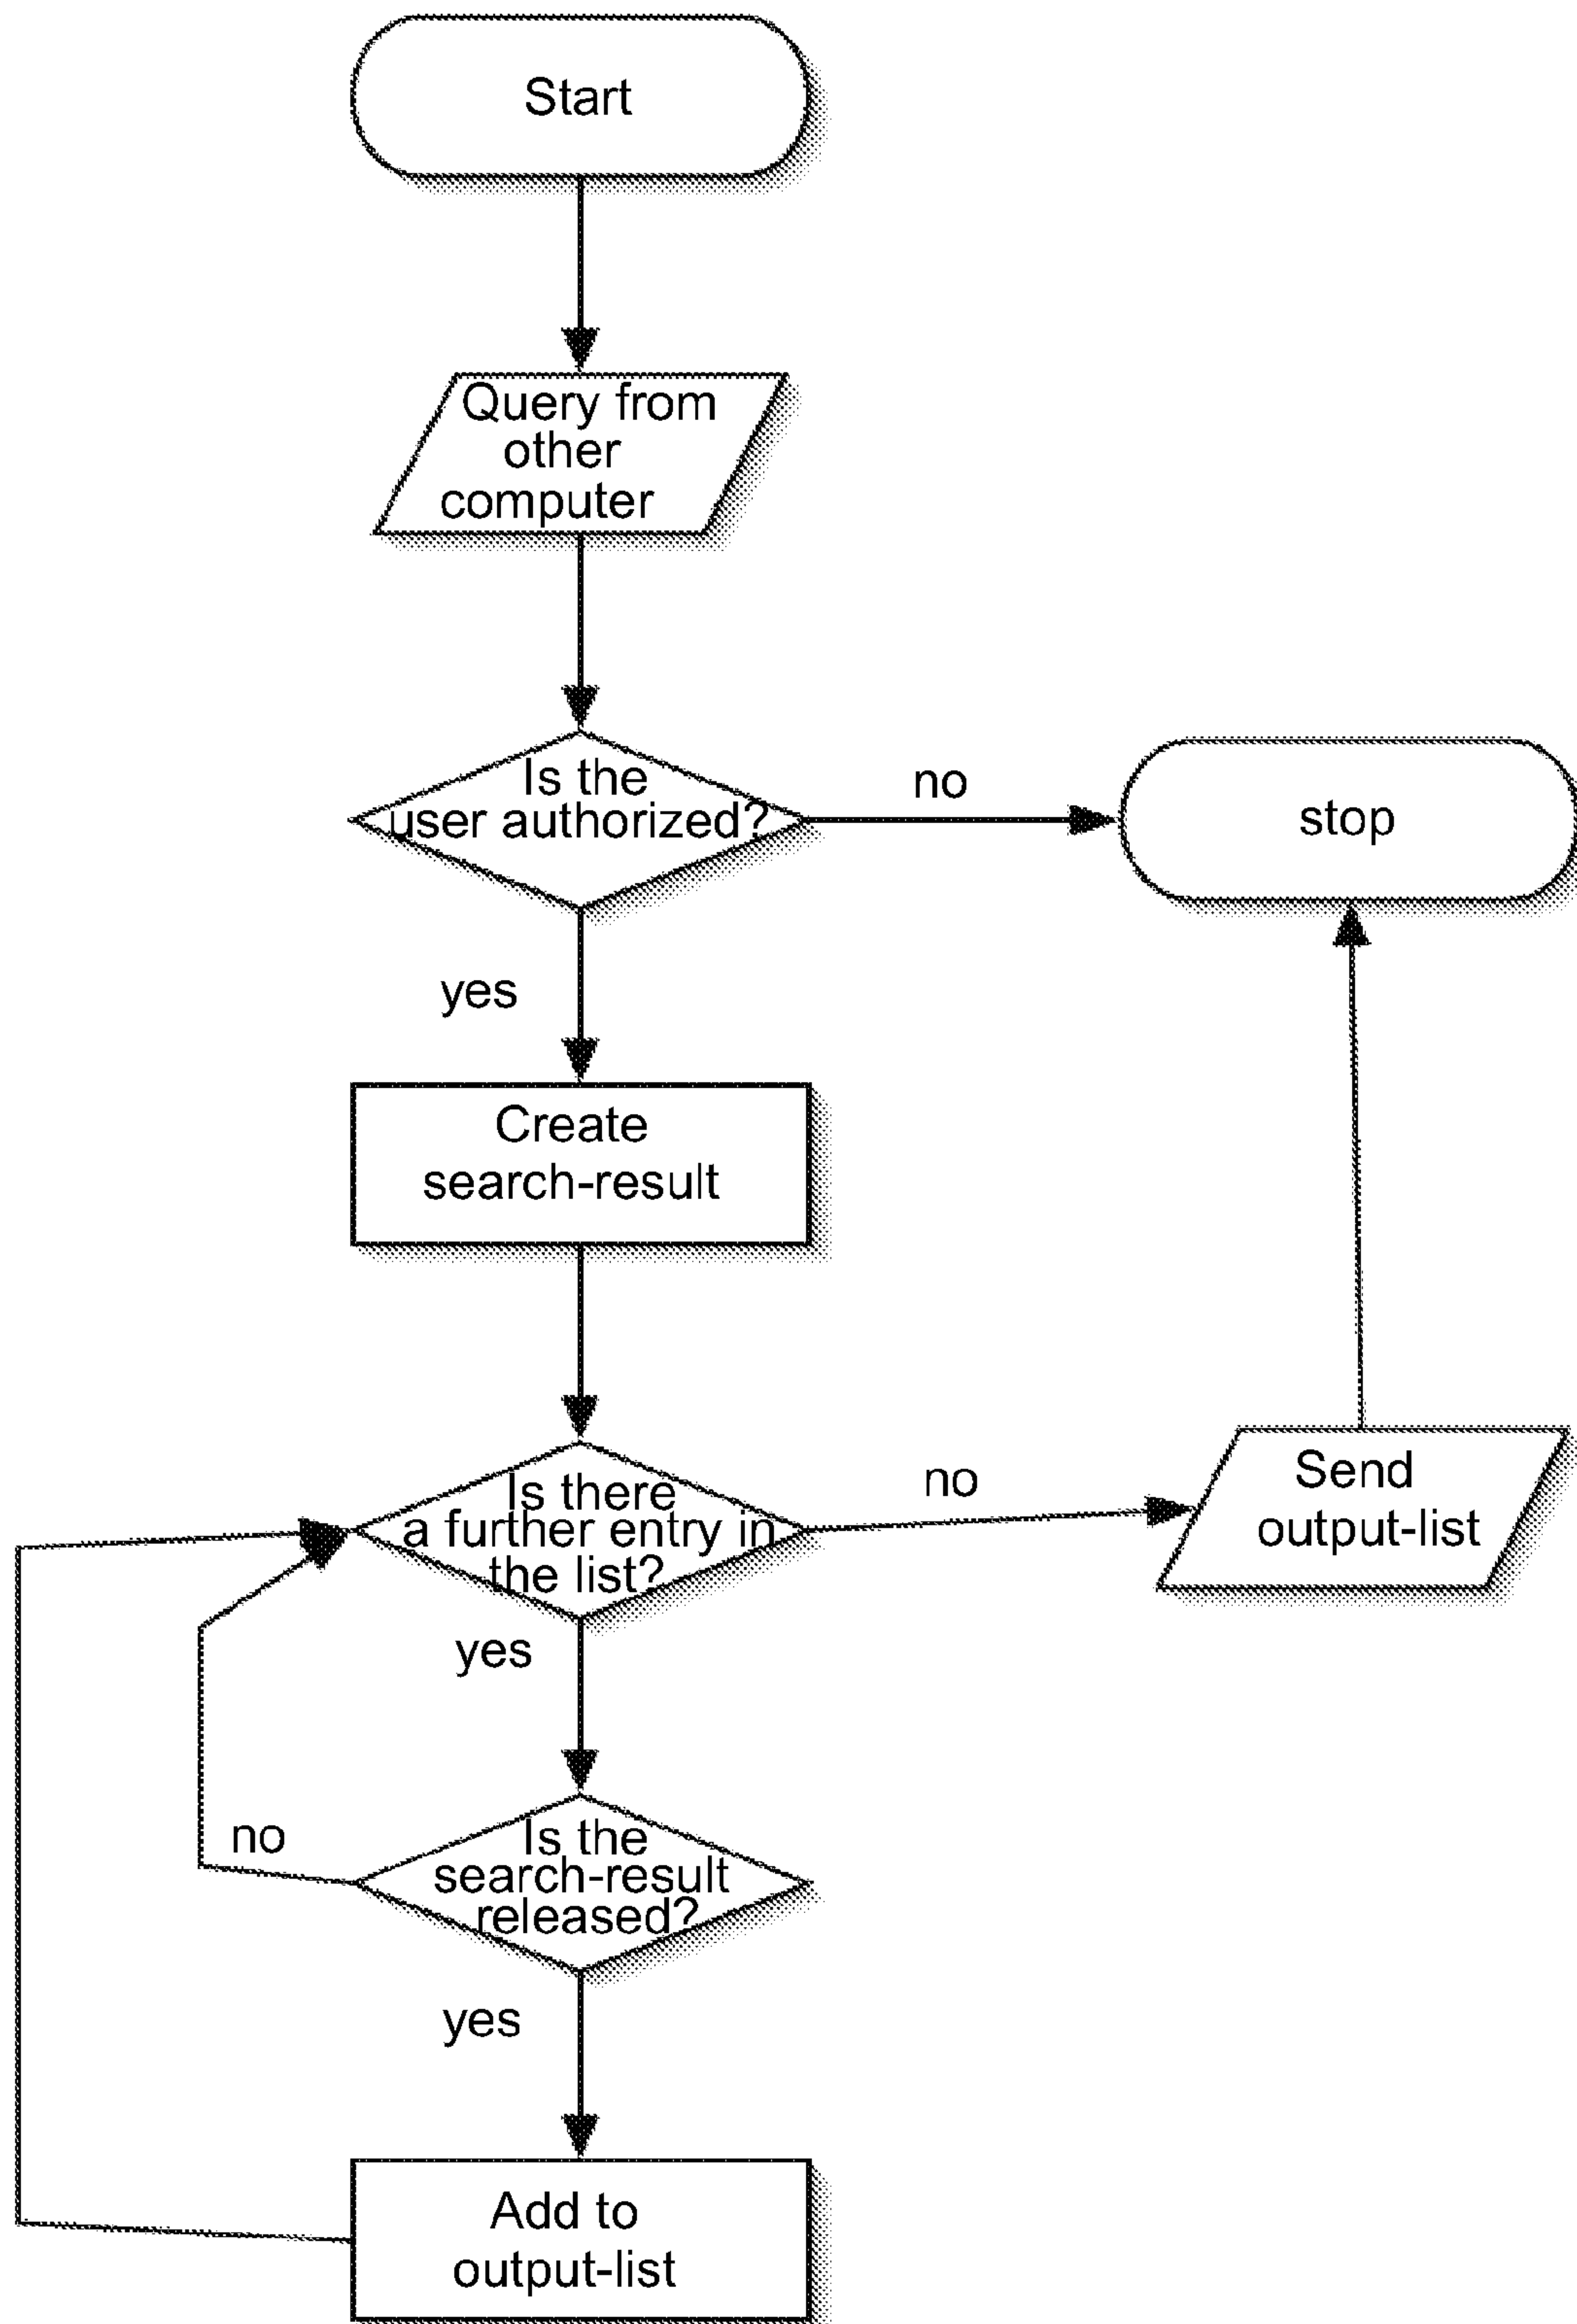 Start
Query from
other
computer
Is the
user authorized?
no
stop
yes
Create
search-result
Is there
a further entry in
the list?
no
Send
output-list
yes
Is the
search-result
released?
no
yes
Add to
output-list